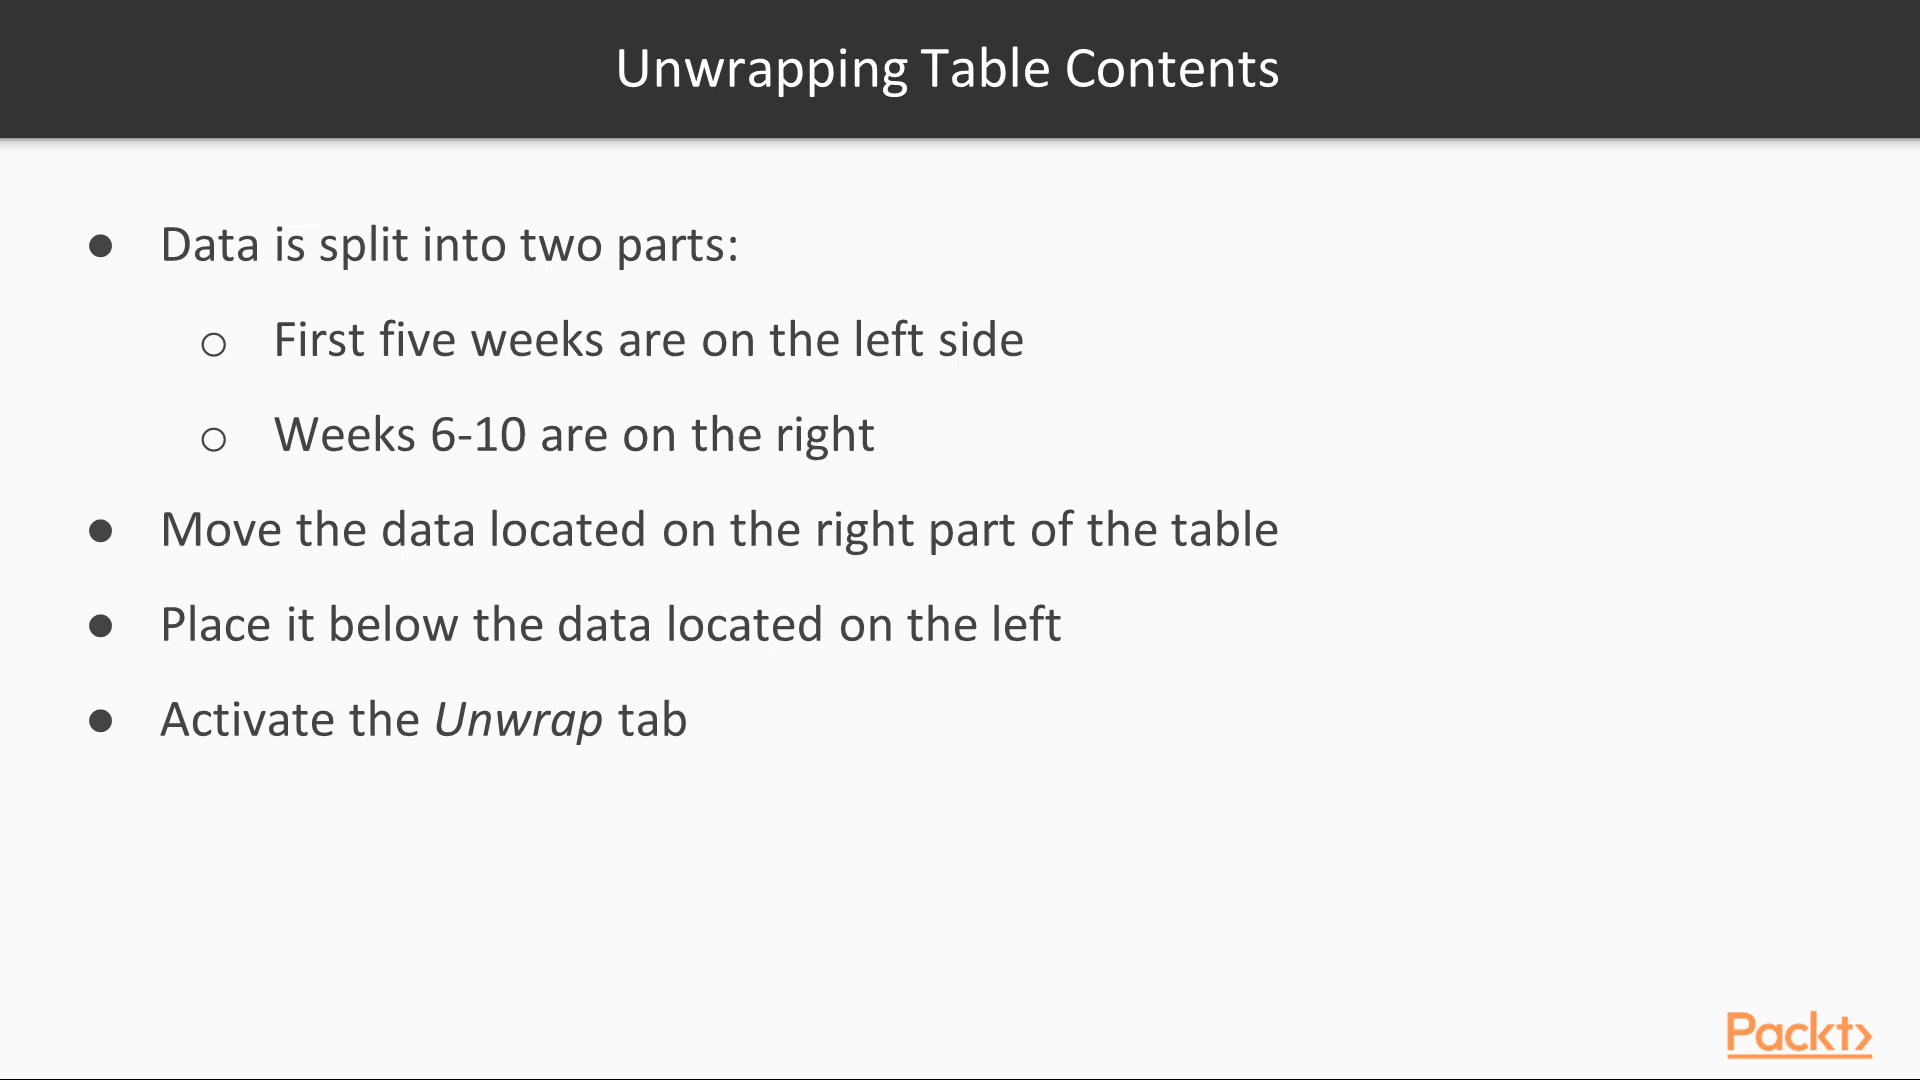 Unwrapping Table Contents
● Data is split into two parts:
○ First five weeks are on the left side
○ Weeks 6-10 are on the right
● Move the data located on the right part of the table
● Place it below the data located on the left
● Activate the Unwrap tab
Packt>